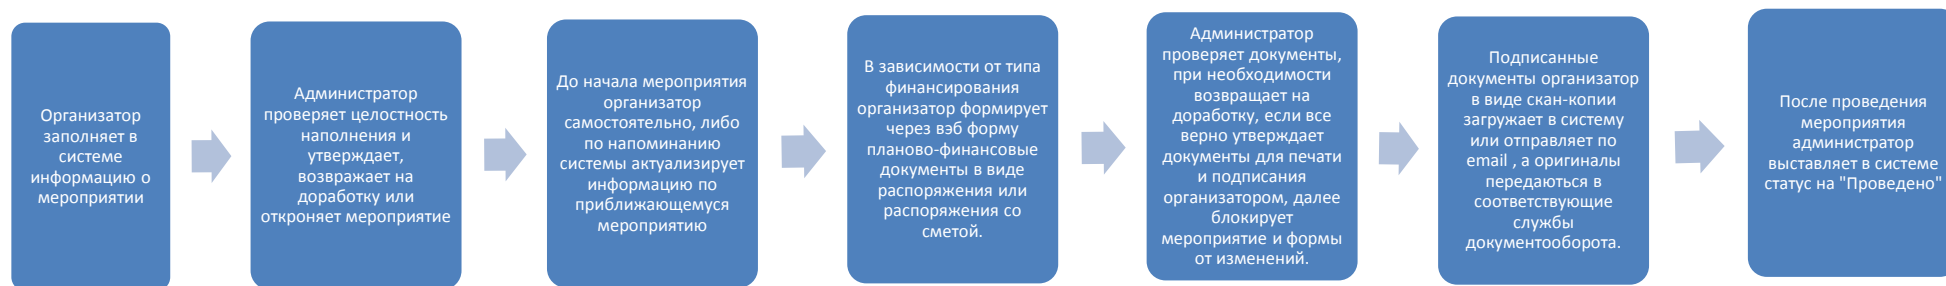 Организатор
заполняет в
системе
информацию о
мероприятии
Администратор
проверяет целостность
наполнения и
утверждает,
возвражает на
доработку или
откроняет мероприятие
До начала мероприятия
организатор
самостоятельно, либо
по напоминанию
системы актуализирует
информацию по
приближающемуся
мероприятию
В зависимости от типа
финансирования
организатор формирует
через вэб форму
планово-финансовые
документы в виде
распоряжения или
распоряжения со
сметой.
Администратор
проверяет документы,
при необходимости
возвращает на
доработку, если все
верно утверждает
документы для печати
и подписания
организатором, далее
блокирует
мероприятие и формы
от изменений.
Подписанные
документы организатор
в виде скан-копии
загружает в систему
или отправляет по
email , а оригиналы
передаються в
соответствующие
службы
документооборота.
После проведения
мероприятия
администратор
выставляет в системе
статус на "Проведено"